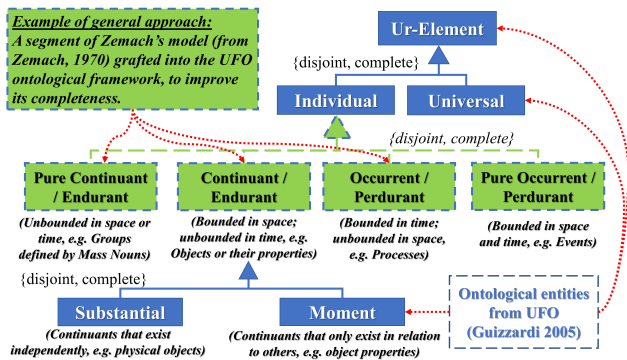 Example of general approach:
A segment of Zemach's model (from
Zemach, 1970) grafted into the UFO
ontological framework, to improve
its completeness.
Ur-Element
{disjoint, complete}
Individual
Universal
{disjoint, complete}
Pure Continuant
/ Endurant
Continuant /
Endurant
Occurrent /
Perdurant
Pure Occurrent /
Perdurant
(Unbounded in space or
time, e.g. Groups
defined by Mass Nouns)
(Bounded in space;
unbounded in time, e.g.
Objects or their properties)
(Bounded in time;
unbounded in space,
e.g. Processes)
(Bounded in space
and time, e.g. Events)
{disjoint, complete}
Substantial
Moment
(Continuants that exist
independently, e.g. physical objects)
(Continuants that only exist in relation
to others, e.g. object properties)
Ontological entities
from UFO
(Guizzardi 2005)